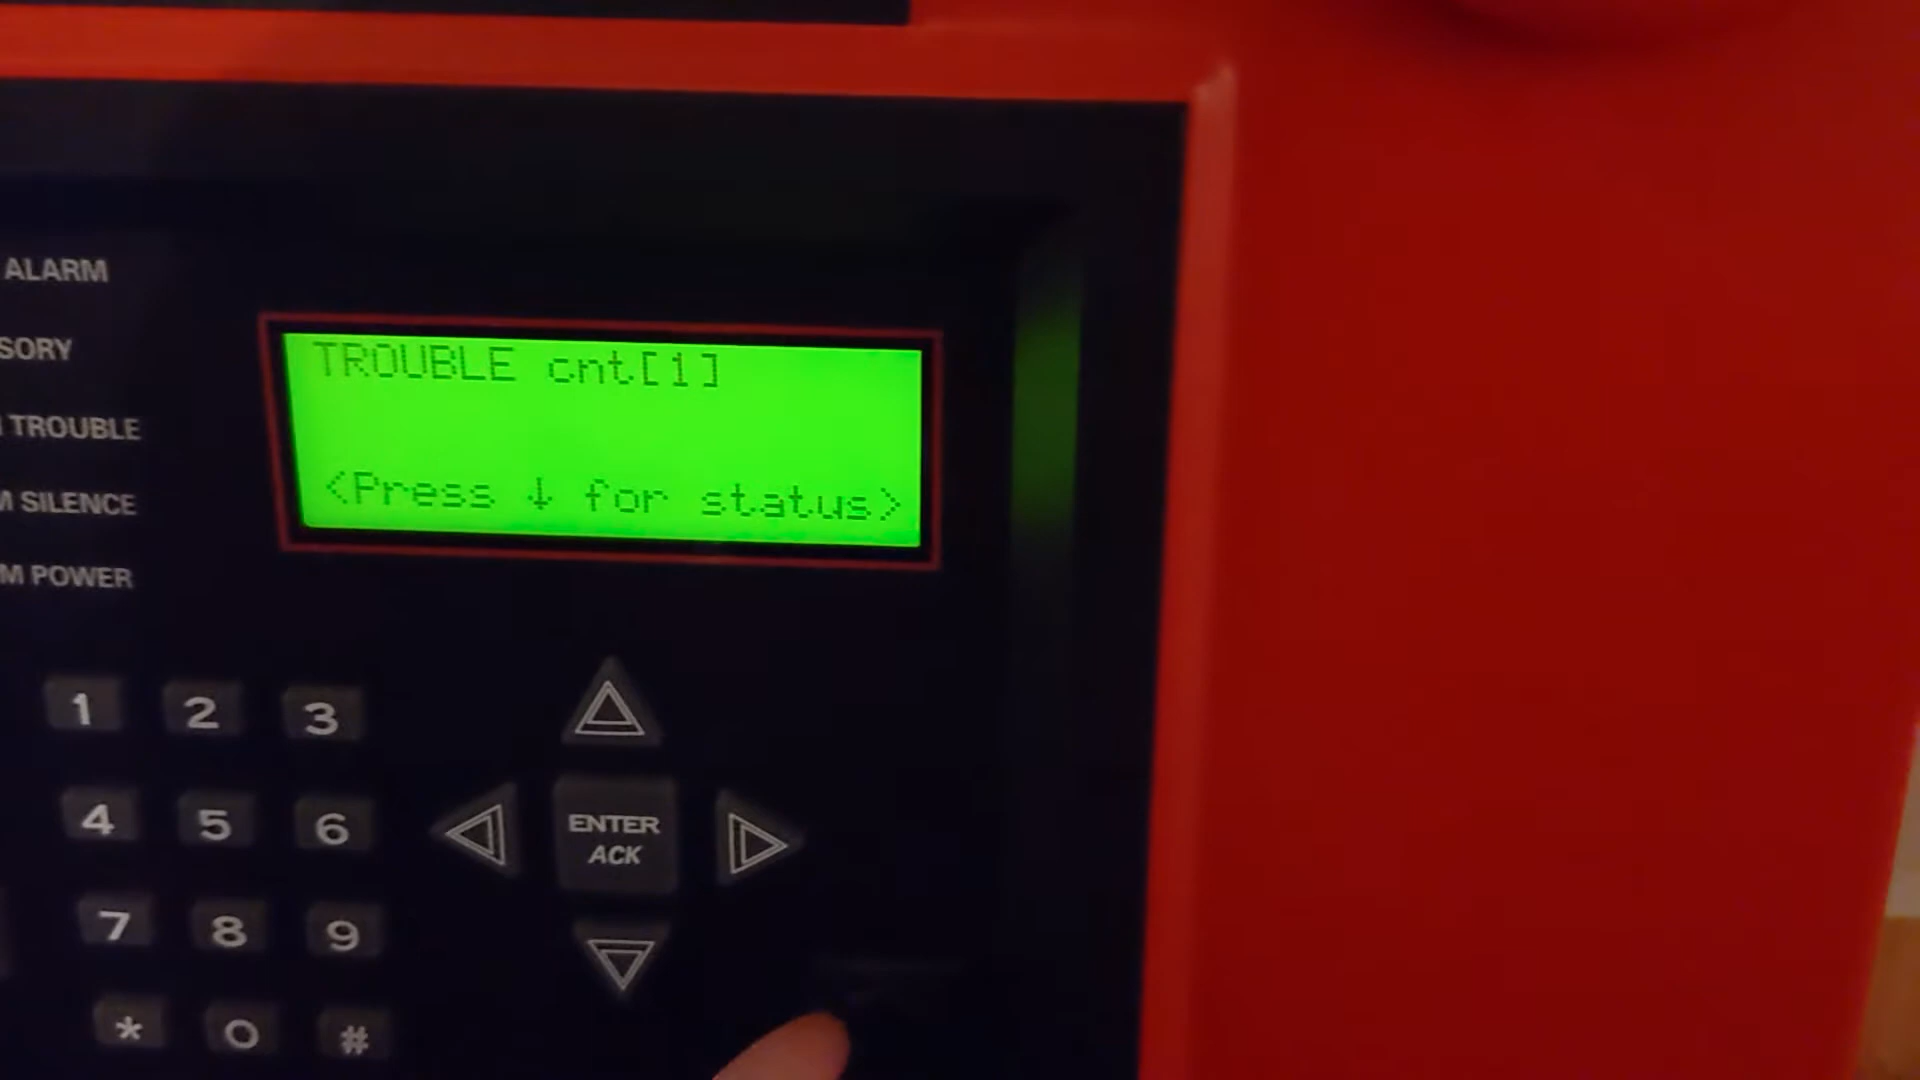 ALARM
SORY
TROUBLE
M SILENCE
M POWER
TROUBLE cnt[1]
<Press ↓ for status>
1 2 3
4 5 6
ENTER
ACK
7 8 9
* 0 #